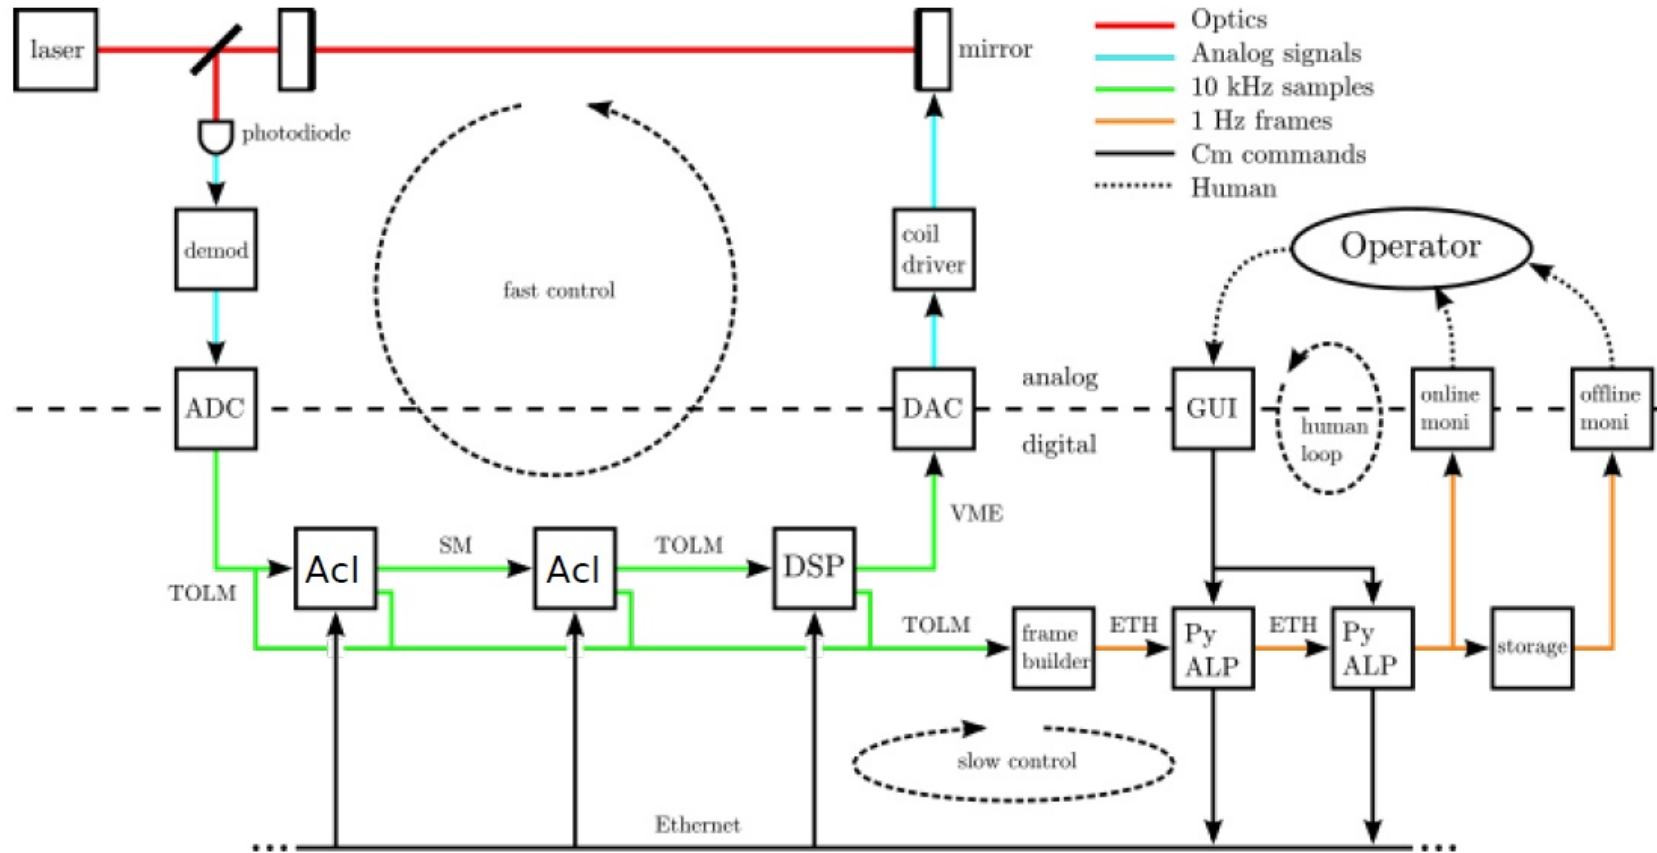 laser
mirror
photodiode
demod
coil
driver
fast control
ADC
DAC
analog
digital
Optics
Analog signals
10 kHz samples
1 Hz frames
Cm commands
Human
Operator
GUI
human
loop
online
moni
offline
moni
VME
TOLM
Acl
SM
Acl
TOLM
DSP
TOLM
frame
builder
ETH
Py
ALP
ETH
Py
ALP
storage
slow control
Ethernet